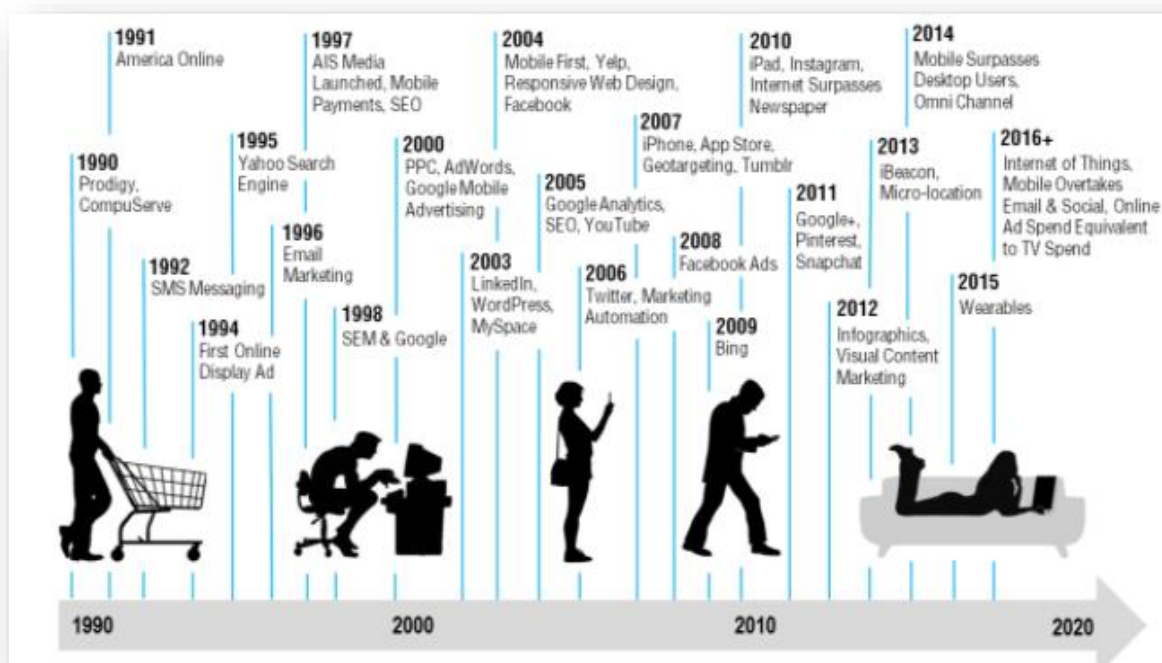 1990
Prodigy,
CompuServe
1991
America Online
1992
SMS Messaging
1994
First Online
Display Ad
1995
Yahoo Search
Engine
1996
Email
Marketing
1997
AIS Media
Launched, Mobile
Payments, SEO
1998
SEM & Google
2000
PPC, AdWords,
Google Mobile
Advertising
2003
LinkedIn,
WordPress,
MySpace
2004
Mobile First, Yelp,
Responsive Web Design,
Facebook
2005
Google Analytics,
SEO, YouTube
2006
Twitter, Marketing
Automation
2007
iPhone, App Store,
Geotargeting, Tumblr
2008
Facebook Ads
2009
Bing
2010
iPad, Instagram,
Internet Surpasses
Newspaper
2011
Google+,
Pinterest,
Snapchat
2012
Infographics,
Visual Content
Marketing
2013
iBeacon,
Micro-location
2014
Mobile Surpasses
Desktop Users,
Omni Channel
2015
Wearables
2016+
Internet of Things,
Mobile Overtakes
Email & Social, Online
Ad Spend Equivalent
to TV Spend
1990
2000
2010
2020